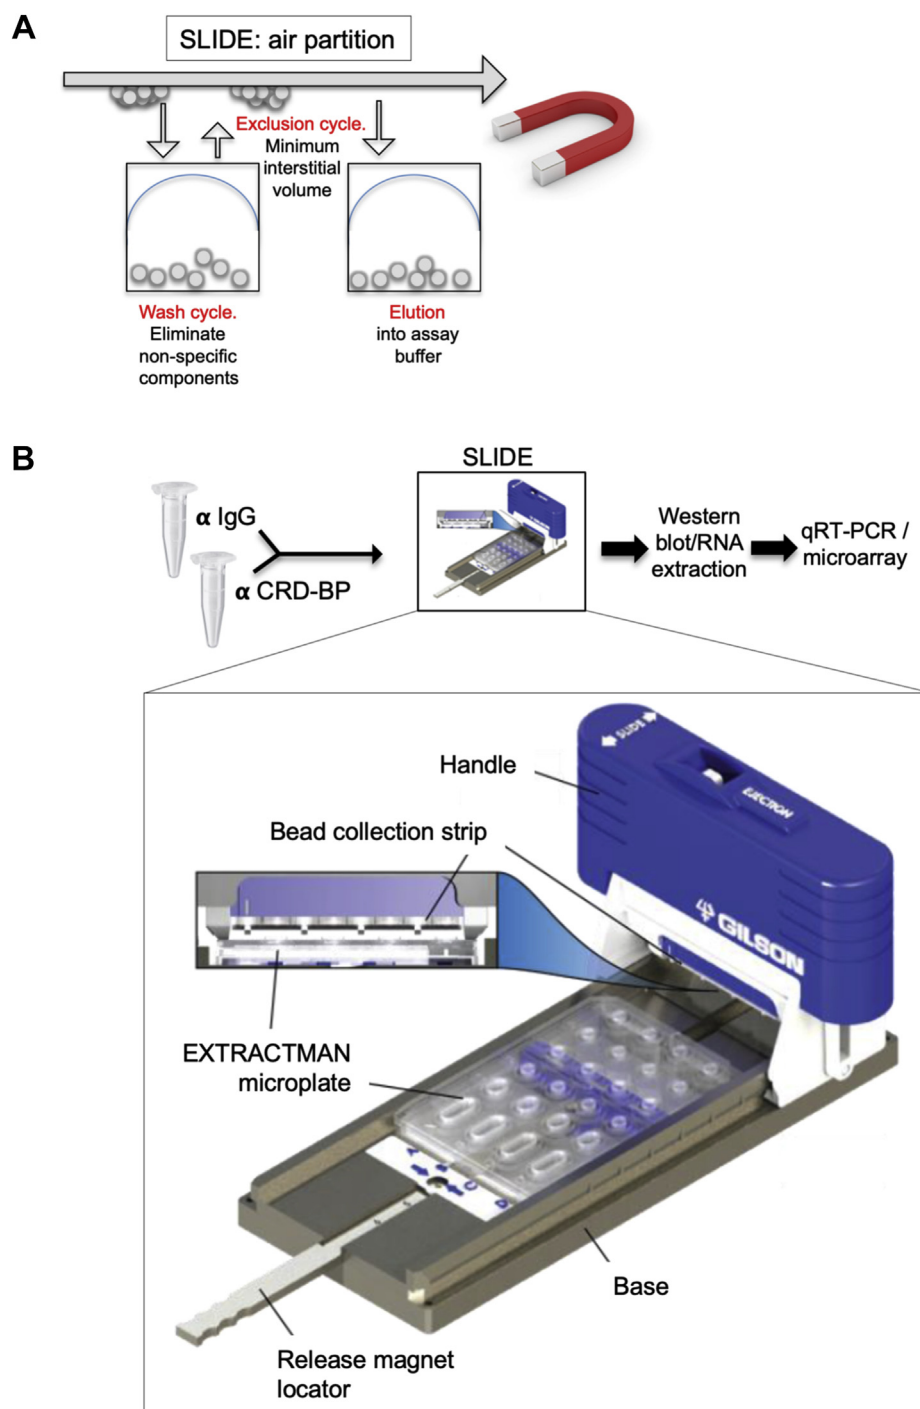 A
SLIDE: air partition
Exclusion cycle.
Minimum
interstitial
volume
Wash cycle.
Eliminate
non-specific
components
Elution
into assay
buffer
B
SLIDE
α IgG
α CRD-BP
Western
blot/RNA
extraction
qRT-PCR /
microarray
SLIDE
EJECTION
GILSON
Handle
Bead collection strip
EXTRACTMAN
microplate
A
B
C
D
Base
Release magnet
locator